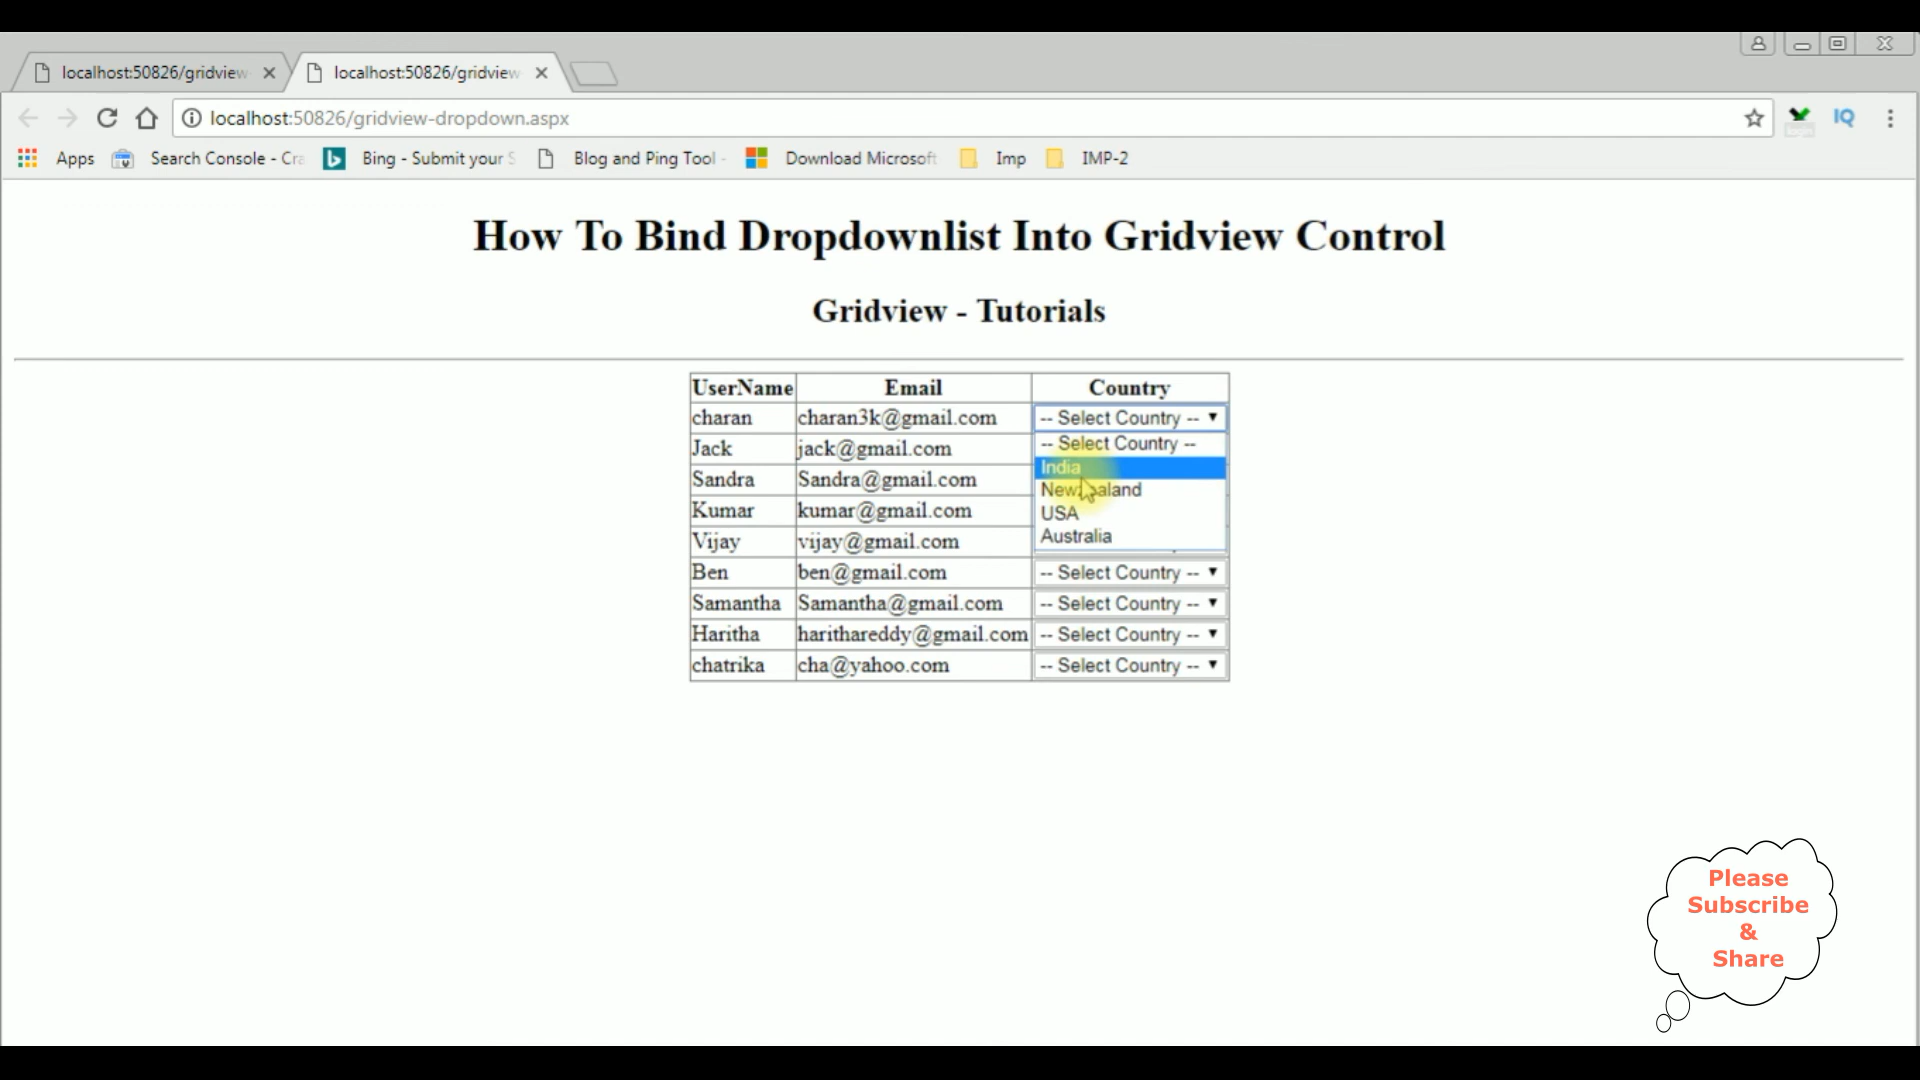 localhost:50826/gridview
localhost:50826/gridview
localhost:50826/gridview-dropdown.aspx
IQ
Apps
Search Console - Cra
Bing - Submit your S
Blog and Ping Tool -
Download Microsoft
Imp
IMP-2
How To Bind Dropdownlist Into Gridview Control
Gridview - Tutorials
UserName Email Country
charan charan3k@gmail.com -- Select Country --
Jack jack@gmail.com -- Select Country --
India
Sandra Sandra@gmail.com
Newzealand
Kumar kumar@gmail.com USA
Vijay vijay@gmail.com Australia
Ben ben@gmail.com -- Select Country --
Samantha Samantha@gmail.com -- Select Country --
Haritha harithareddy@gmail.com -- Select Country --
chatrika cha@yahoo.com -- Select Country --
Please
Subscribe
&
Share